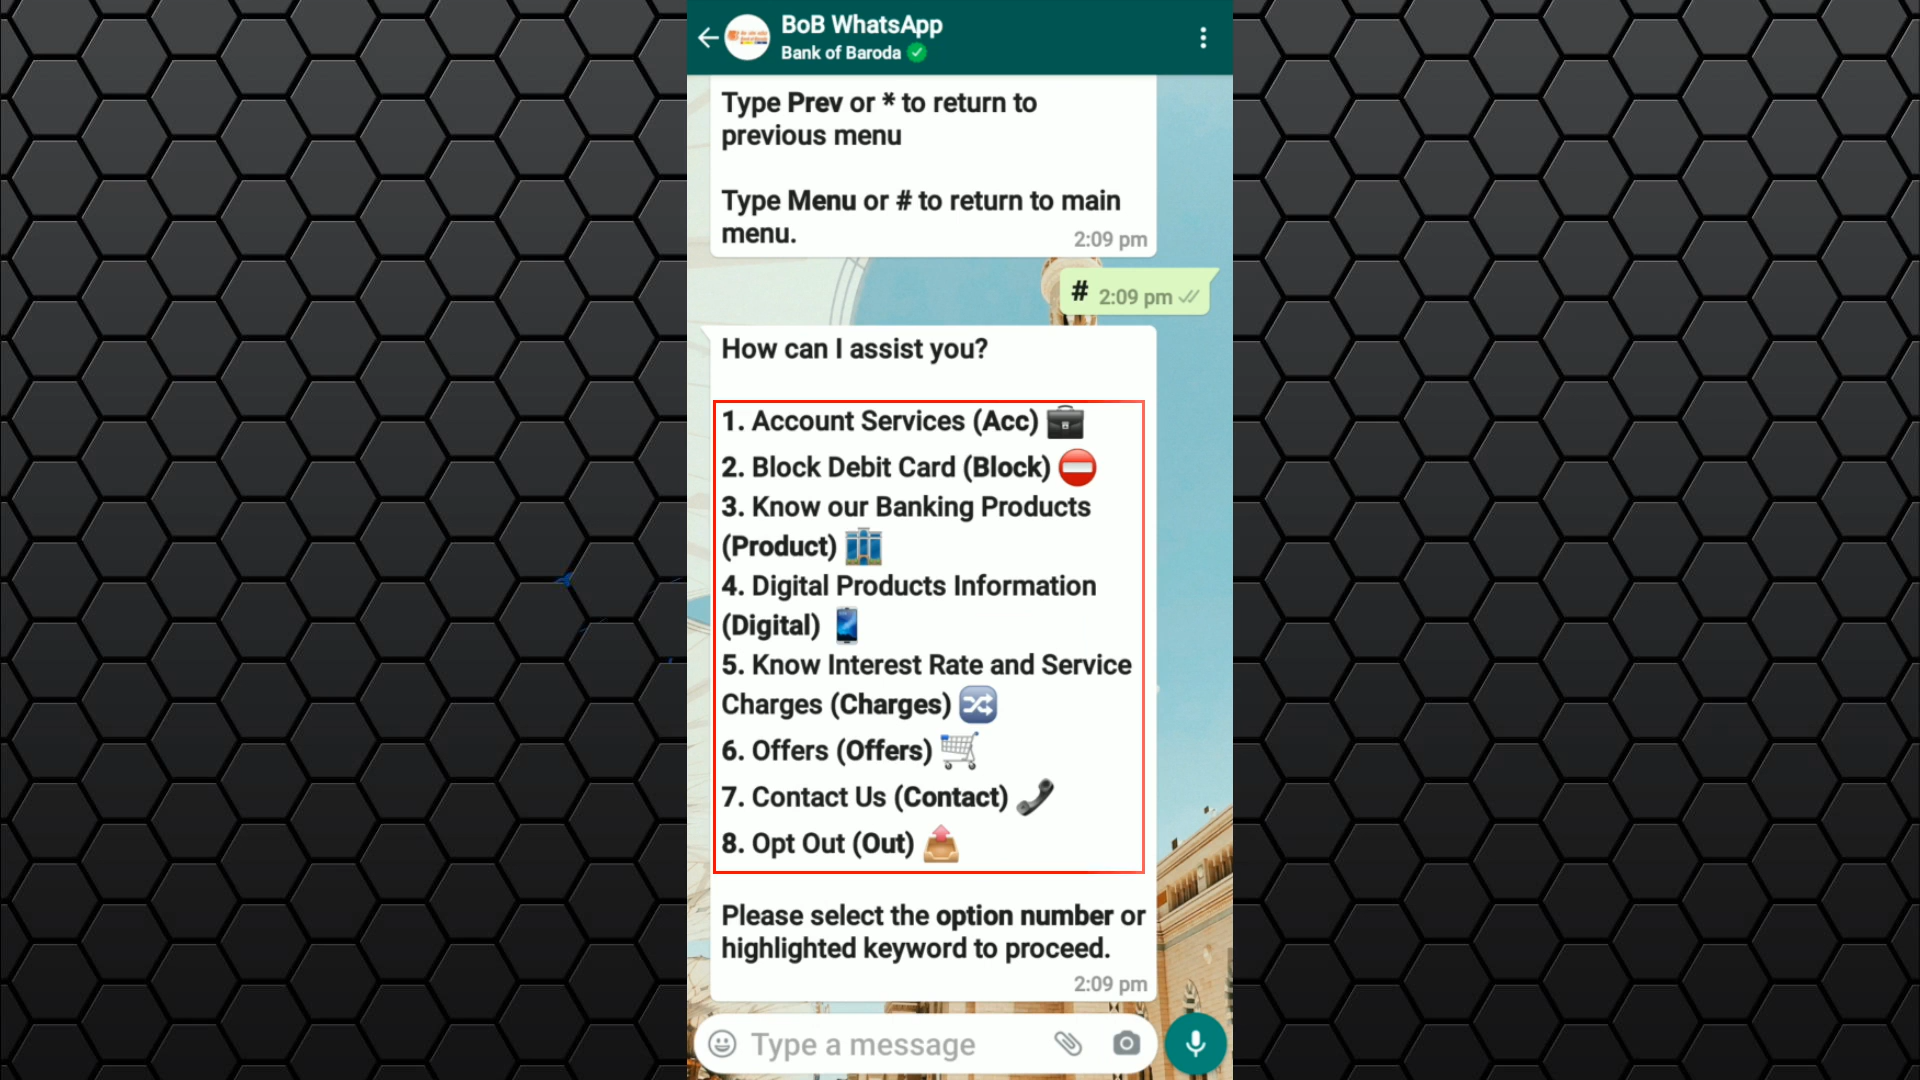 BoB WhatsApp
Bank of Baroda
Type Prev or * to return to
previous menu
Type Menu or # to return to main
menu.
2:09 pm
# 2:09 pm
How can I assist you?
1. Account Services (Acc)
2. Block Debit Card (Block)
3. Know our Banking Products
(Product)
4. Digital Products Information
(Digital)
5. Know Interest Rate and Service
Charges (Charges)
6. Offers (Offers)
7. Contact Us (Contact)
8. Opt Out (Out)
Please select the option number or
highlighted keyword to proceed.
2:09 pm
Type a message